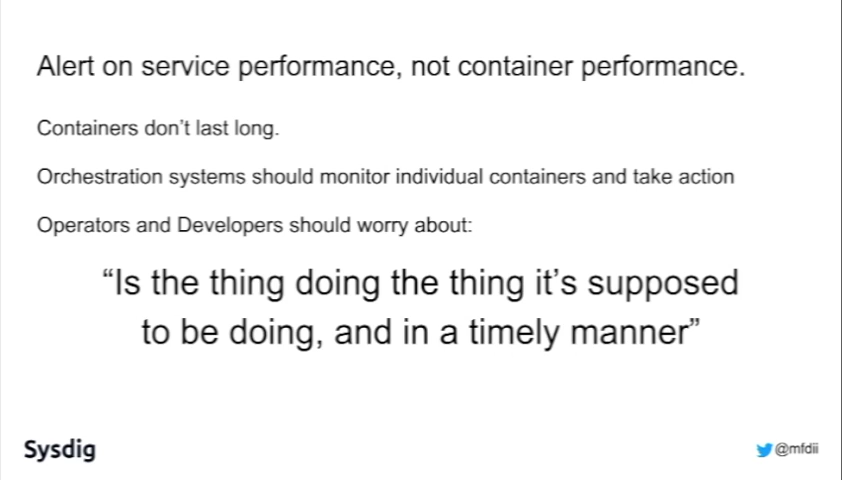 Alert on service performance, not container performance.
Containers don’t last long.
Orchestration systems should monitor individual containers and take action
Operators and Developers should worry about:
“Is the thing doing the thing it’s supposed
to be doing, and in a timely manner”
Sysdig
@mfdii